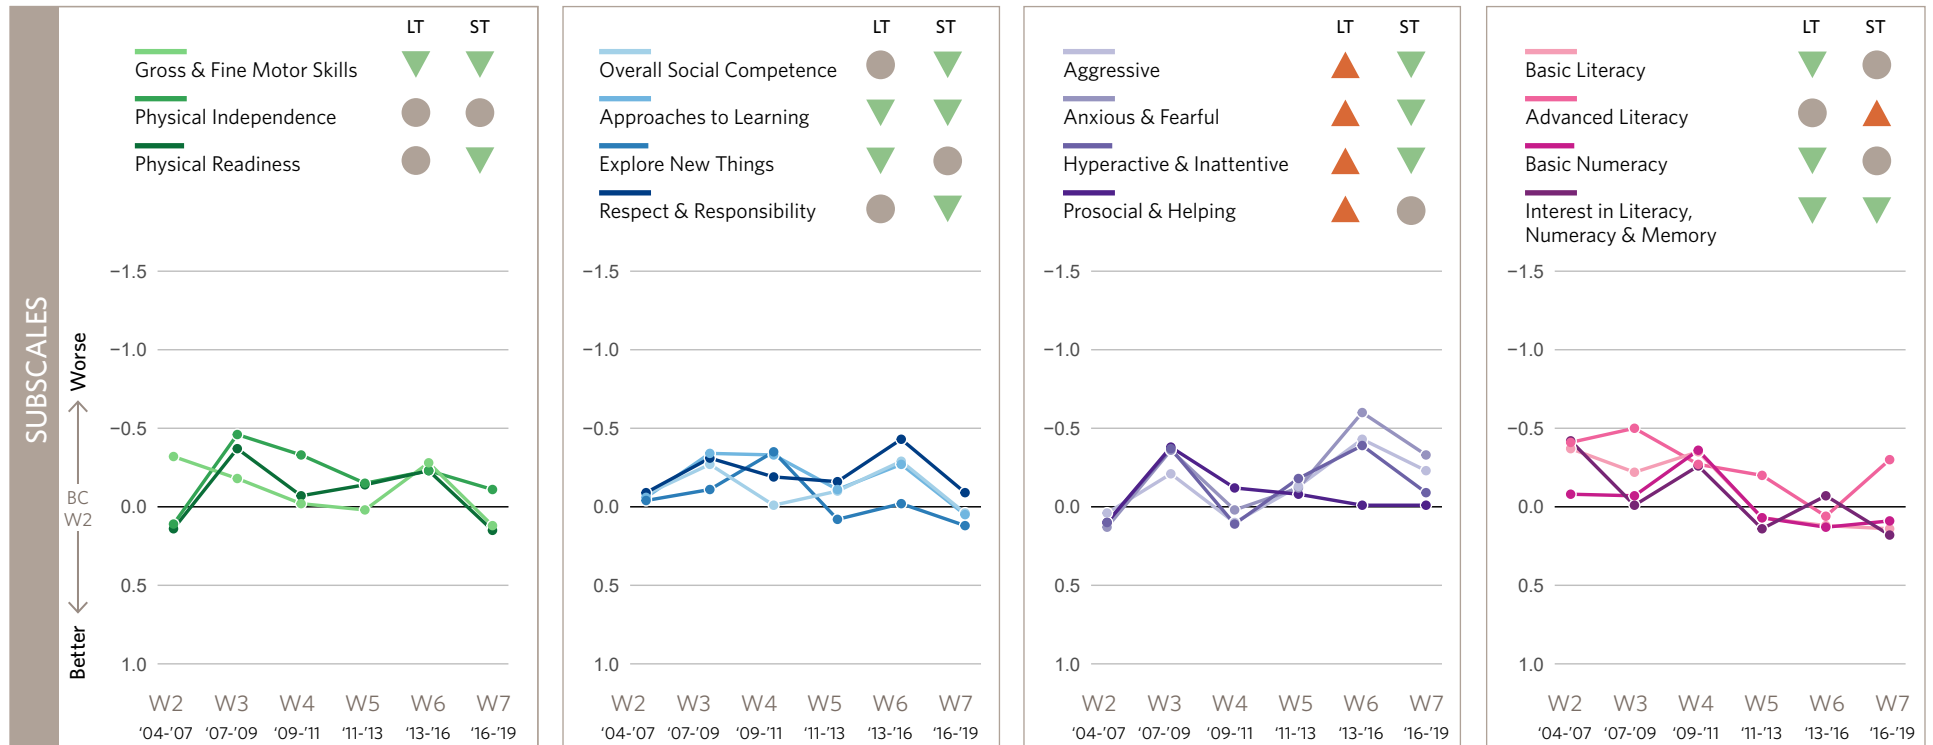 SUBSCALES
Worse
BC
W2
Better
LT ST
Gross & Fine Motor Skills
Physical Independence
Physical Readiness
−1.5
−1.0
−0.5
0.0
0.5
1.0
W2 W3 W4 W5 W6 W7
‘04-’07 ‘07-’09 ‘09-’11 ‘11-’13 ‘13-’16 ‘16-’19
LT ST
Overall Social Competence
Approaches to Learning
Explore New Things
Respect & Responsibility
−1.5
−1.0
−0.5
0.0
0.5
1.0
W2 W3 W4 W5 W6 W7
‘04-’07 ‘07-’09 ‘09-’11 ‘11-’13 ‘13-’16 ‘16-’19
LT ST
Aggressive
Anxious & Fearful
Hyperactive & Inattentive
Prosocial & Helping
−1.5
−1.0
−0.5
0.0
0.5
1.0
W2 W3 W4 W5 W6 W7
‘04-’07 ‘07-’09 ‘09-’11 ‘11-’13 ‘13-’16 ‘16-’19
LT ST
Basic Literacy
Advanced Literacy
Basic Numeracy
Interest in Literacy,
Numeracy & Memory
−1.5
−1.0
−0.5
0.0
0.5
1.0
W2 W3 W4 W5 W6 W7
‘04-’07 ‘07-’09 ‘09-’11 ‘11-’13 ‘13-’16 ‘16-’19